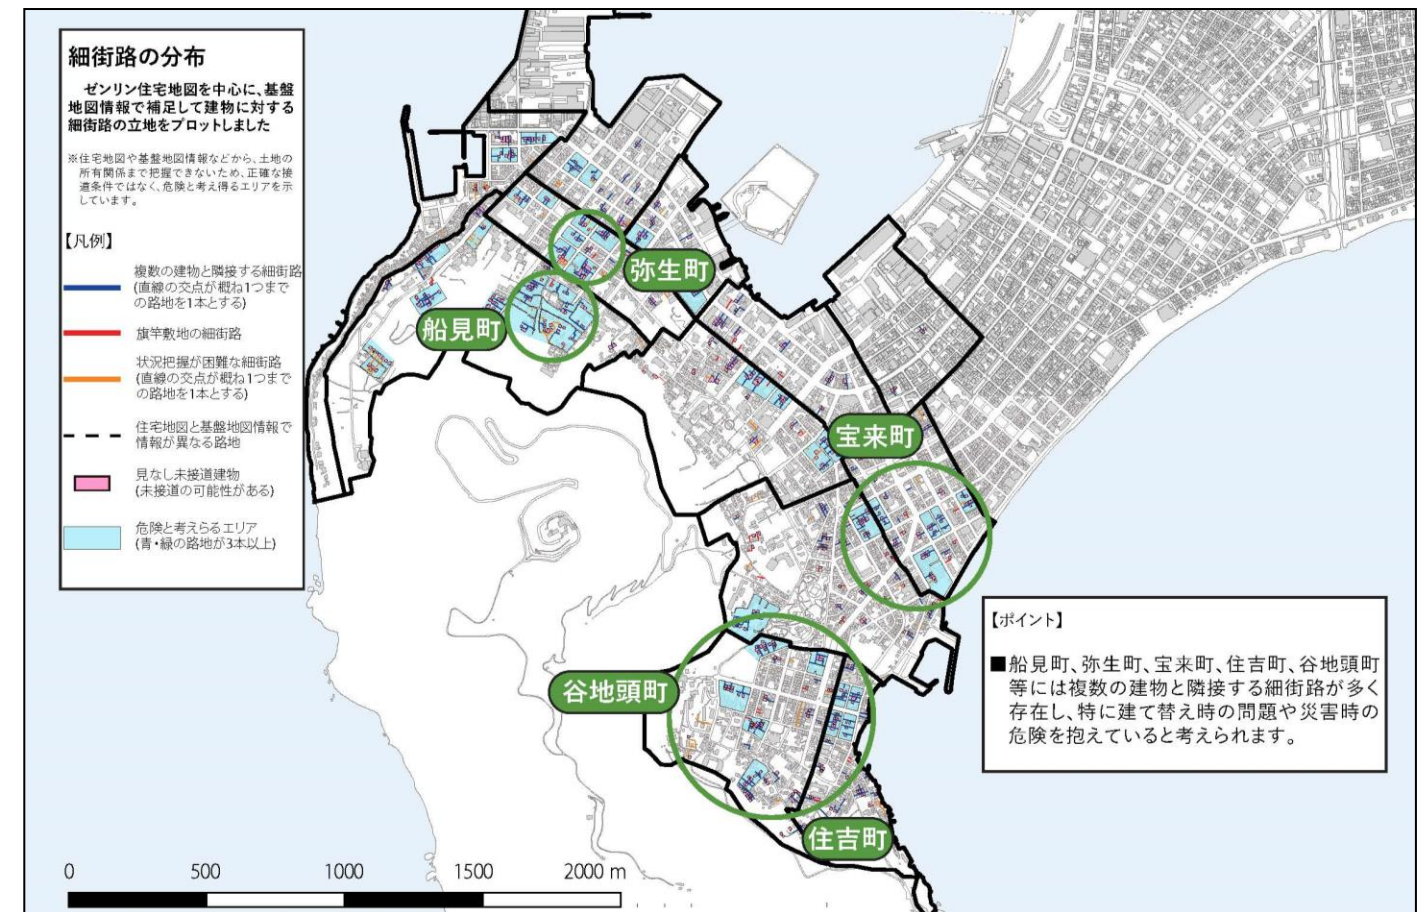 細街路の分布
ゼンリン住宅地図を中心に、基盤
地図情報で補足して建物に対する
細街路の立地をプロットしました
※住宅地図や基盤地図情報などから、土地の
所有関係まで把握できないため、正確な接
道条件ではなく、危険と考え得るエリアを示
しています。
【凡例】
複数の建物と隣接する細街路
(直線の交点が概ね1つまで
の路地を1本とする)
旗竿敷地の細街路
状況把握が困難な細街路
(直線の交点が概ね1つまで
の路地を1本とする)
住宅地図と基盤地図情報で
情報が異なる路地
見なし未接道建物
(未接道の可能性がある)
危険と考えらるエリア
(青・緑の路地が3本以上)
弥生町
船見町
宝来町
谷地頭町
住吉町
【ポイント】
■船見町、弥生町、宝来町、住吉町、谷地頭町
等には複数の建物と隣接する細街路が多く
存在し、特に建て替え時の問題や災害時の
危険を抱えていると考えられます。
0 500 1000 1500 2000 m